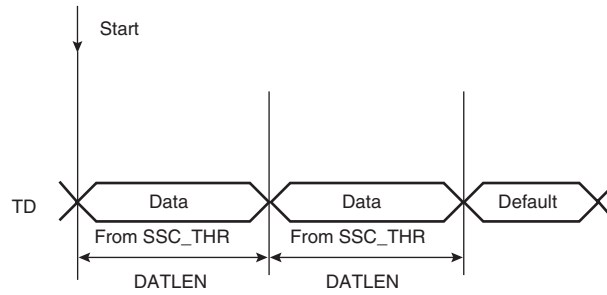 Start
TD
Data
Data
Default
From SSC_THR
From SSC_THR
DATLEN
DATLEN